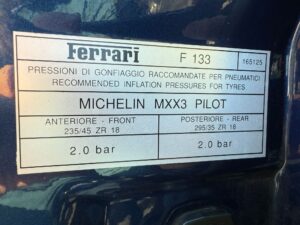 Ferrari F 133 165125
PRESSIONI DI GONFIAGGIO RACCOMANDATE PER PNEUMATICI
RECOMMENDED INFLATION PRESSURES FOR TYRES
MICHELIN MXX3 PILOT
ANTERIORE - FRONT POSTERIORE - REAR
235/45 ZR 18 295/35 ZR 18
2.0 bar 2.0 bar